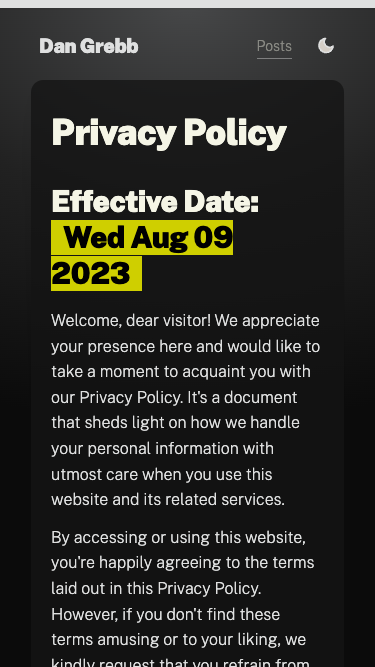 Dan Grebb
Posts
Privacy Policy
Effective Date:
Wed Aug 09
2023
Welcome, dear visitor! We appreciate
your presence here and would like to
take a moment to acquaint you with
our Privacy Policy. It's a document
that sheds light on how we handle
your personal information with
utmost care when you use this
website and its related services.
By accessing or using this website,
you're happily agreeing to the terms
laid out in this Privacy Policy.
However, if you don't find these
terms amusing or to your liking, we
kindly request that you refrain from